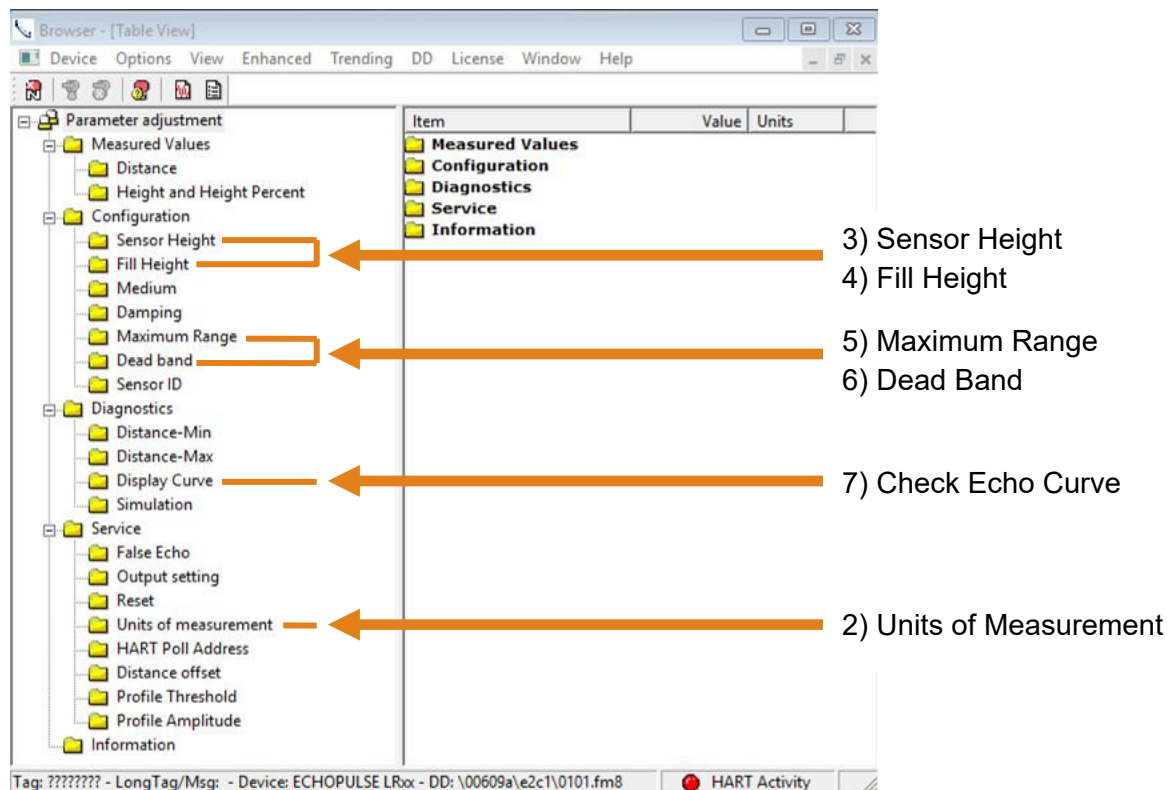 Browser - [Table View]
Device Options View Enhanced Trending DD License Window Help
Parameter adjustment
Measured Values
Distance
Height and Height Percent
Configuration
Sensor Height
Fill Height
Medium
Damping
Maximum Range
Dead band
Sensor ID
Diagnostics
Distance-Min
Distance-Max
Display Curve
Simulation
Service
False Echo
Output setting
Reset
Units of measurement
HART Poll Address
Distance offset
Profile Threshold
Profile Amplitude
Information
Item Value Units
Measured Values
Configuration
Diagnostics
Service
Information
3) Sensor Height
4) Fill Height
5) Maximum Range
6) Dead Band
7) Check Echo Curve
2) Units of Measurement
Tag: ???????? - LongTag/Msg: - Device: ECHOPULSE LRxx - DD: \00609a\e2c1\0101.fm8 HART Activity